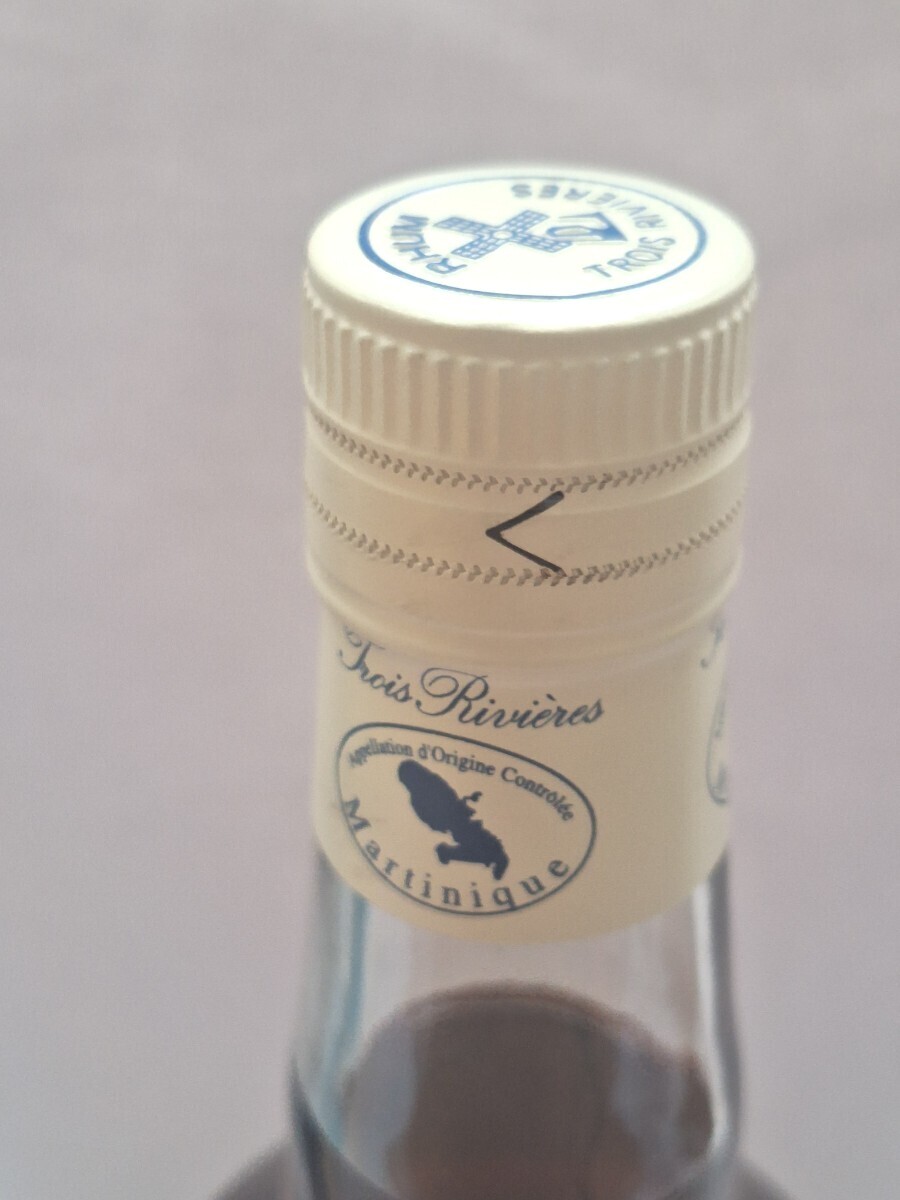 RHUM
TROIS RIVIÈRES
Trois Rivières
Appellation d'Origine Contrôlée
Martinique